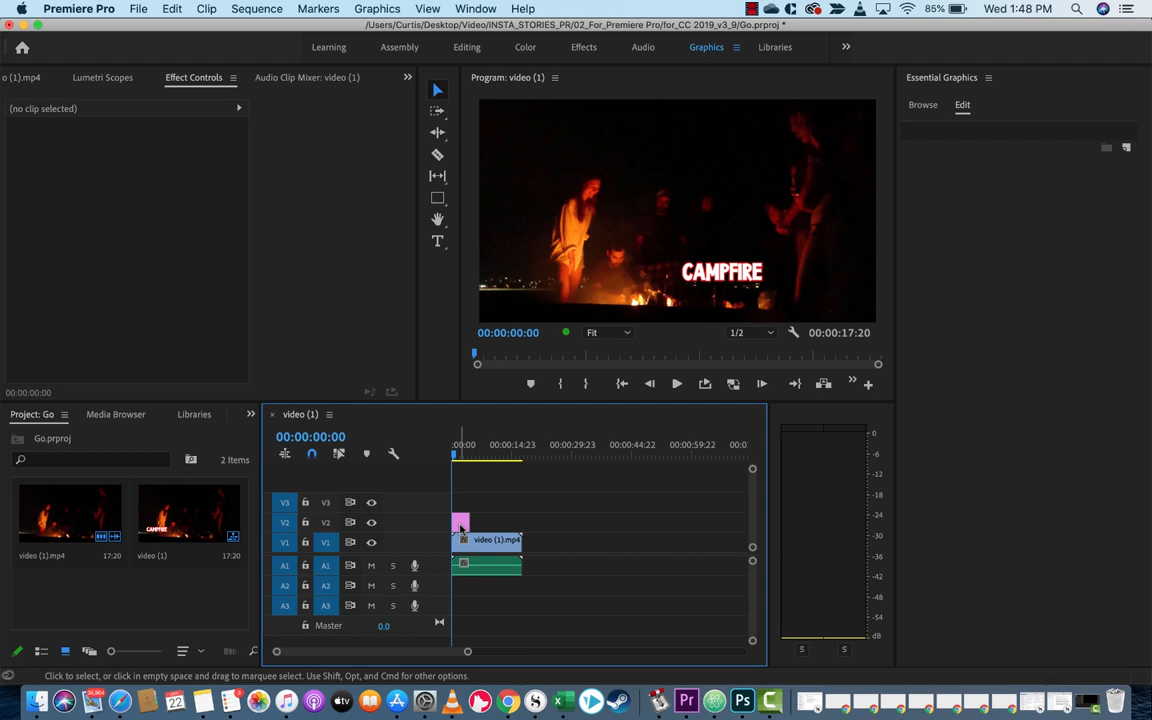 Premiere Pro File Edit Clip Sequence Markers Graphics View Window Help 85% Wed 1:48 PM
/Users/Curtis/Desktop/Video/INSTA_STORIES_PR/02_For_Premiere Pro/for_CC 2019_v3_9/Go.prproj *
Learning Assembly Editing Color Effects Audio Graphics Libraries
o (1).mp4 Lumetri Scopes Effect Controls Audio Clip Mixer: video (1) Program: video (1) Essential Graphics
(no clip selected) Browse Edit
CAMPFIRE
00:00:00:00 Fit 1/2 00:00:17:20
00:00:00:00
Project: Go Media Browser Libraries video (1)
Go.prproj 00:00:00:00
2 Items
:00:00 00:00:14:23 00:00:29:23 00:00:44:22 00:00:59:22 00:0
V3 V3
V2 V2
V1 V1 video (1).mp4
A1 A1 M S
A2 A2 M S
A3 A3 M S
Master 0.0
CAMPFIRE
video (1).mp4 17:20 video (1) 17:20
0
-6
-12
-18
-24
-30
-36
-42
-48
-54
dB
S S
Click to select, or click in empty space and drag to marquee select. Use Shift, Opt, and Cmd for other options.